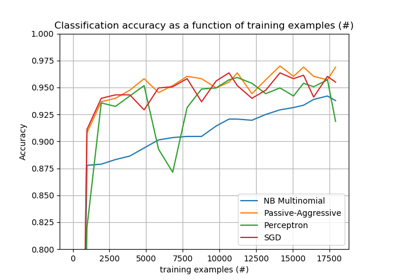 Classification accuracy as a function of training examples (#)
1.000
0.975
0.950
0.925
0.900
0.875
0.850
0.825
0.800
Accuracy
NB Multinomial
Passive-Aggressive
Perceptron
SGD
0 2500 5000 7500 10000 12500 15000 17500
training examples (#)